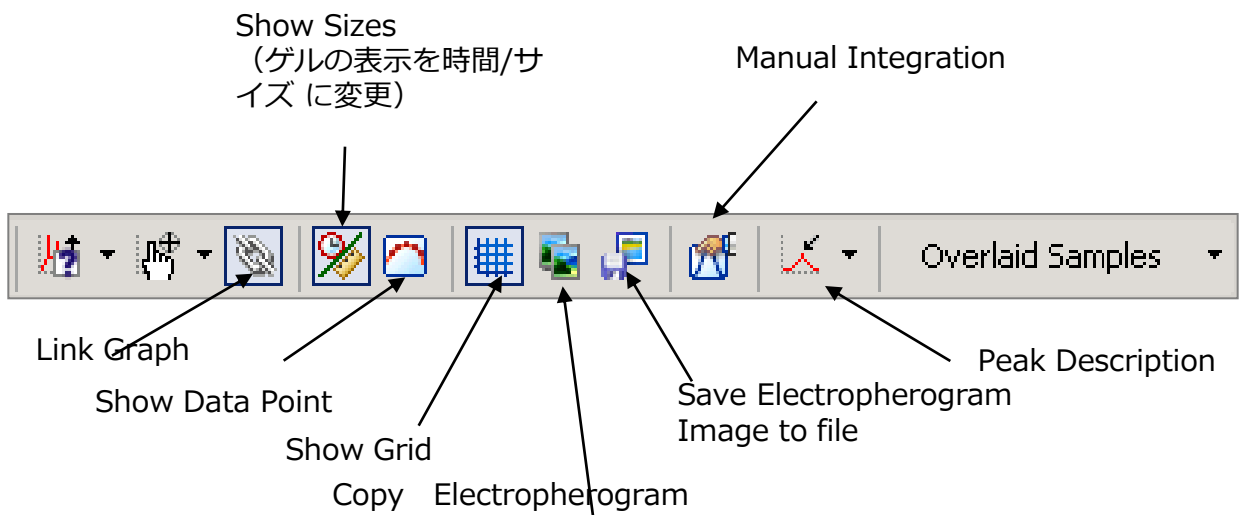 Show Sizes
（ゲルの表示を時間/サ
イズ に変更）
Manual Integration
?
Overlaid Samples
Link Graph
Show Data Point
Show Grid
Copy　Electropherogram
Save Electropherogram
Image to file
Peak Description